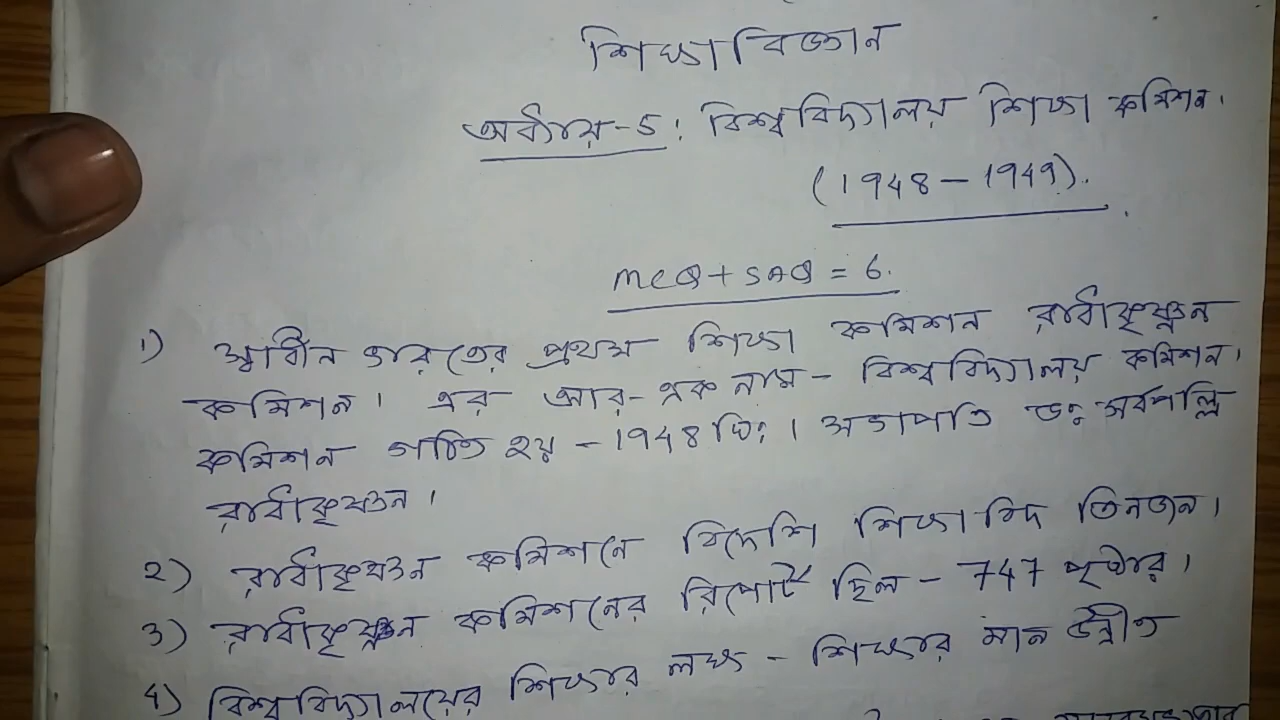 শিক্ষাবিজ্ঞান
অধ্যায়-5: বিশ্ববিদ্যালয় শিক্ষা কমিশন।
(1948-1949).
MCQ+SAQ = 6.
1) স্বাধীন ভারতের প্রথম শিক্ষা কমিশন রাধাকৃষ্ণন
কমিশন। এর আর-এক নাম - বিশ্ববিদ্যালয় কমিশন।
কমিশন গঠিত হয় - 1948 খ্রিঃ। সভাপতি ডঃ সর্বপল্লি
রাধাকৃষ্ণন।
2) রাধাকৃষ্ণন কমিশনে বিদেশি শিক্ষাবিদ তিনজন।
3) রাধাকৃষ্ণন কমিশনের রিপোর্ট ছিল - 747 পৃষ্ঠার।
4) বিশ্ববিদ্যালয়ের শিক্ষার লক্ষ্য - শিক্ষার মান উন্নীত